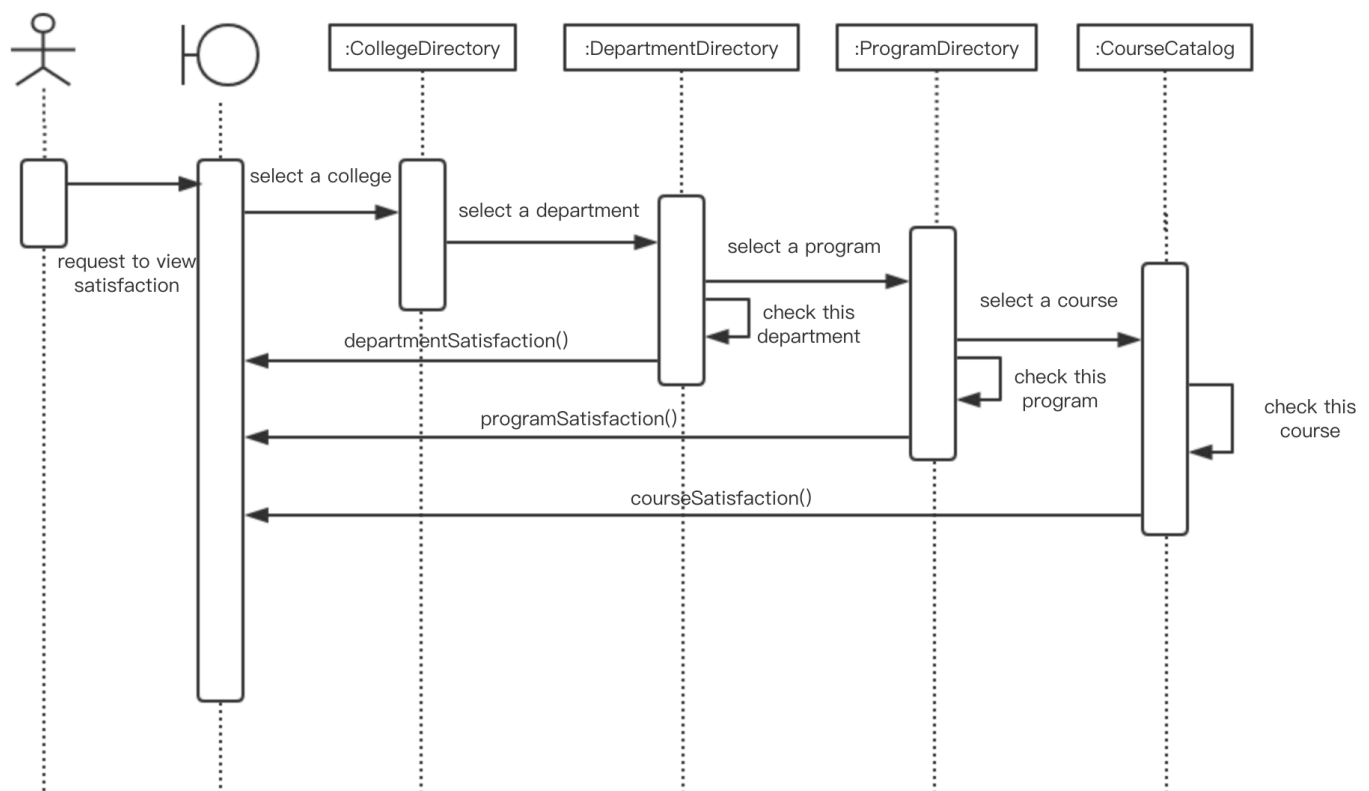 :CollegeDirectory
:DepartmentDirectory
:ProgramDirectory
:CourseCatalog
select a college
select a department
select a program
request to view
satisfaction
select a course
check this
department
departmentSatisfaction()
check this
program
check this
course
programSatisfaction()
courseSatisfaction()